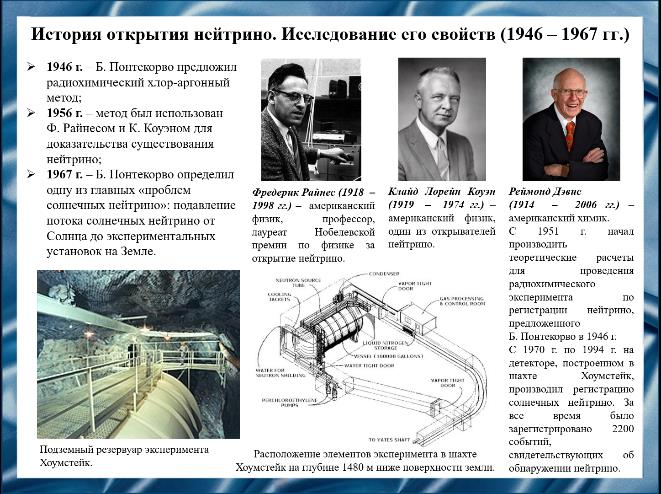 История открытия нейтрино. Исследование его свойств (1946 – 1967 гг.)
➢ 1946 г. – Б. Понтекорво предложил
радиохимический хлор-аргонный
метод;
➢ 1956 г. – метод был использован
Ф. Райнесом и К. Коуэном для
доказательства существования
нейтрино;
➢ 1967 г. – Б. Понтекорво определил
одну из главных «проблем
солнечных нейтрино»: подавление
потока солнечных нейтрино от
Солнца до экспериментальных
установок на Земле.
Фредерик Райнес (1918 –
1998 гг.) – американский
физик, профессор,
лауреат Нобелевской
премии по физике за
открытие нейтрино.
Клайд Лорейн Коуэн
(1919 – 1974 гг.) –
американский физик,
один из открывателей
нейтрино.
Реймонд Дэвис
(1914 – 2006 гг.) –
американский химик.
С 1951 г. начал
производить
теоретические расчеты
для проведения
радиохимического
эксперимента по
регистрации нейтрино,
предложенного
Б. Понтекорво в 1946 г.
С 1970 г. по 1994 г. на
детекторе, построенном в
шахте Хоумстейк,
производил регистрацию
солнечных нейтрино. За
все время было
зарегистрировано 2200
событий,
свидетельствующих об
обнаружении нейтрино.
CONDENSER
NEUTRON SOURCE
TUBE
VAPOR TIGHT
DOOR
COOLING
JACKETS
GAS PROCESSING
& CONTROL ROOM
LIQUID NITROGEN
STORAGE
VESSEL (100000 GALLONS)
WATER TIGHT DOOR
WATER FOR
NEUTRON SHIELDING
VAPOR TIGHT
DOOR
PERCHLOROETHYLENE
PUMPS
TO YATES SHAFT
Подземный резервуар эксперимента
Хоумстейк.
Расположение элементов эксперимента в шахте
Хоумстейк на глубине 1480 м ниже поверхности земли.